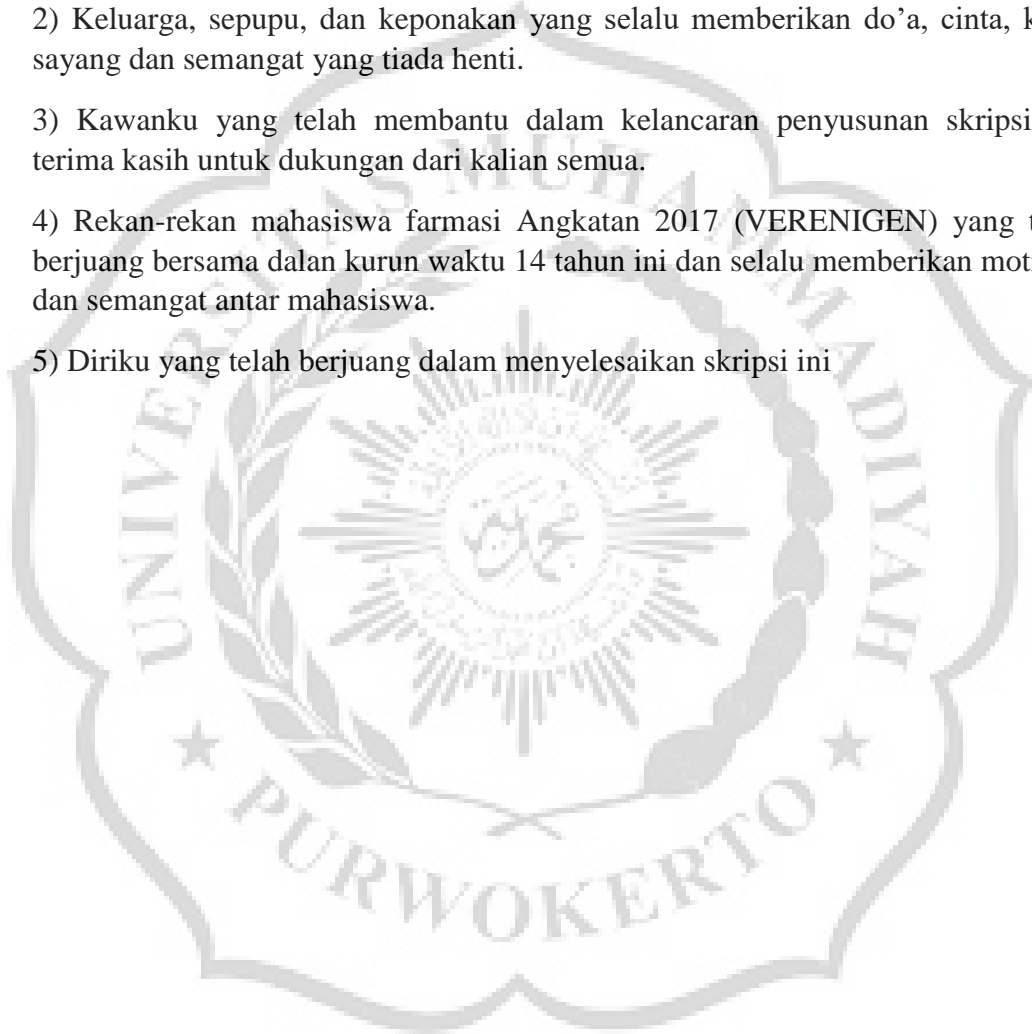 2) Keluarga, sepupu, dan keponakan yang selalu memberikan do’a, cinta, k
sayang dan semangat yang tiada henti.
3) Kawanku yang telah membantu dalam kelancaran penyusunan skripsi
terima kasih untuk dukungan dari kalian semua.
4) Rekan-rekan mahasiswa farmasi Angkatan 2017 (VERENIGEN) yang t
berjuang bersama dalan kurun waktu 14 tahun ini dan selalu memberikan moti
dan semangat antar mahasiswa.
5) Diriku yang telah berjuang dalam menyelesaikan skripsi ini
UNIVERSITAS MUHAMMADIYAH
PURWOKERTO